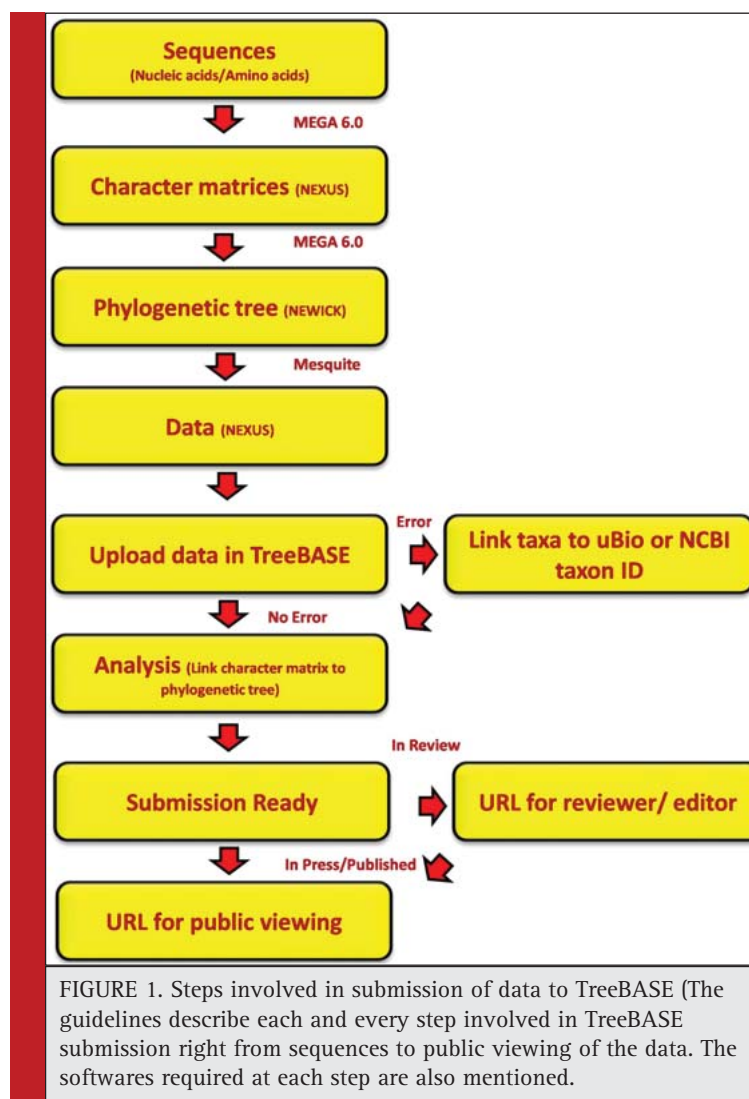 Sequences
(Nucleic acids/Amino acids)
MEGA 6.0
Character matrices (NEXUS)
MEGA 6.0
Phylogenetic tree (NEWICK)
Mesquite
Data (NEXUS)
Upload data in TreeBASE
Error
Link taxa to uBio or NCBI
taxon ID
No Error
Analysis (Link character matrix to
phylogenetic tree)
In Review
Submission Ready
URL for reviewer/ editor
In Press/Published
URL for public viewing
FIGURE 1. Steps involved in submission of data to TreeBASE (The
guidelines describe each and every step involved in TreeBASE
submission right from sequences to public viewing of the data. The
softwares required at each step are also mentioned.